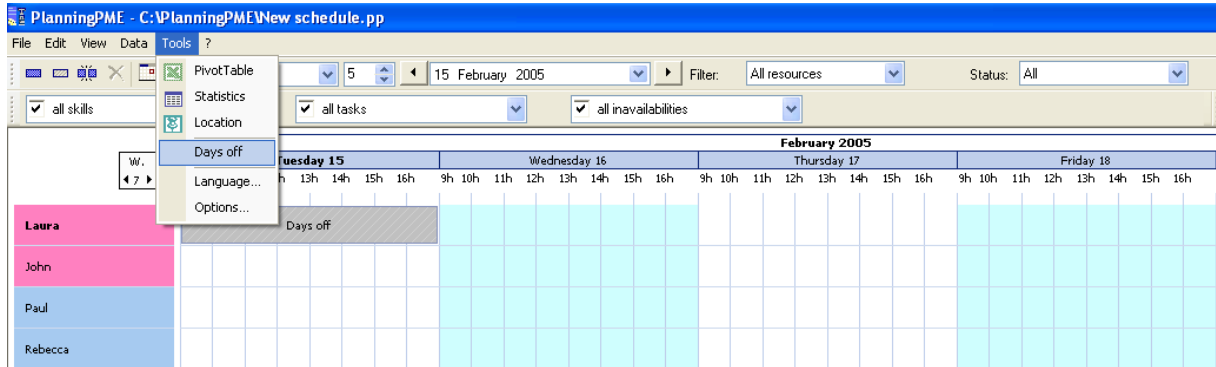 PlanningPME - C:\PlanningPME\New schedule.pp
File Edit View Data Tools ?
5 15 February 2005 Filter: All resources Status: All
all skills all tasks all inavailabilities
PivotTable
Statistics
Location
Days off
Language...
Options...
February 2005
W. Tuesday 15 Wednesday 16 Thursday 17 Friday 18
7 13h 14h 15h 16h 9h 10h 11h 12h 13h 14h 15h 16h 9h 10h 11h 12h 13h 14h 15h 16h 9h 10h 11h 12h 13h 14h 15h 16h
Laura Days off
John
Paul
Rebecca